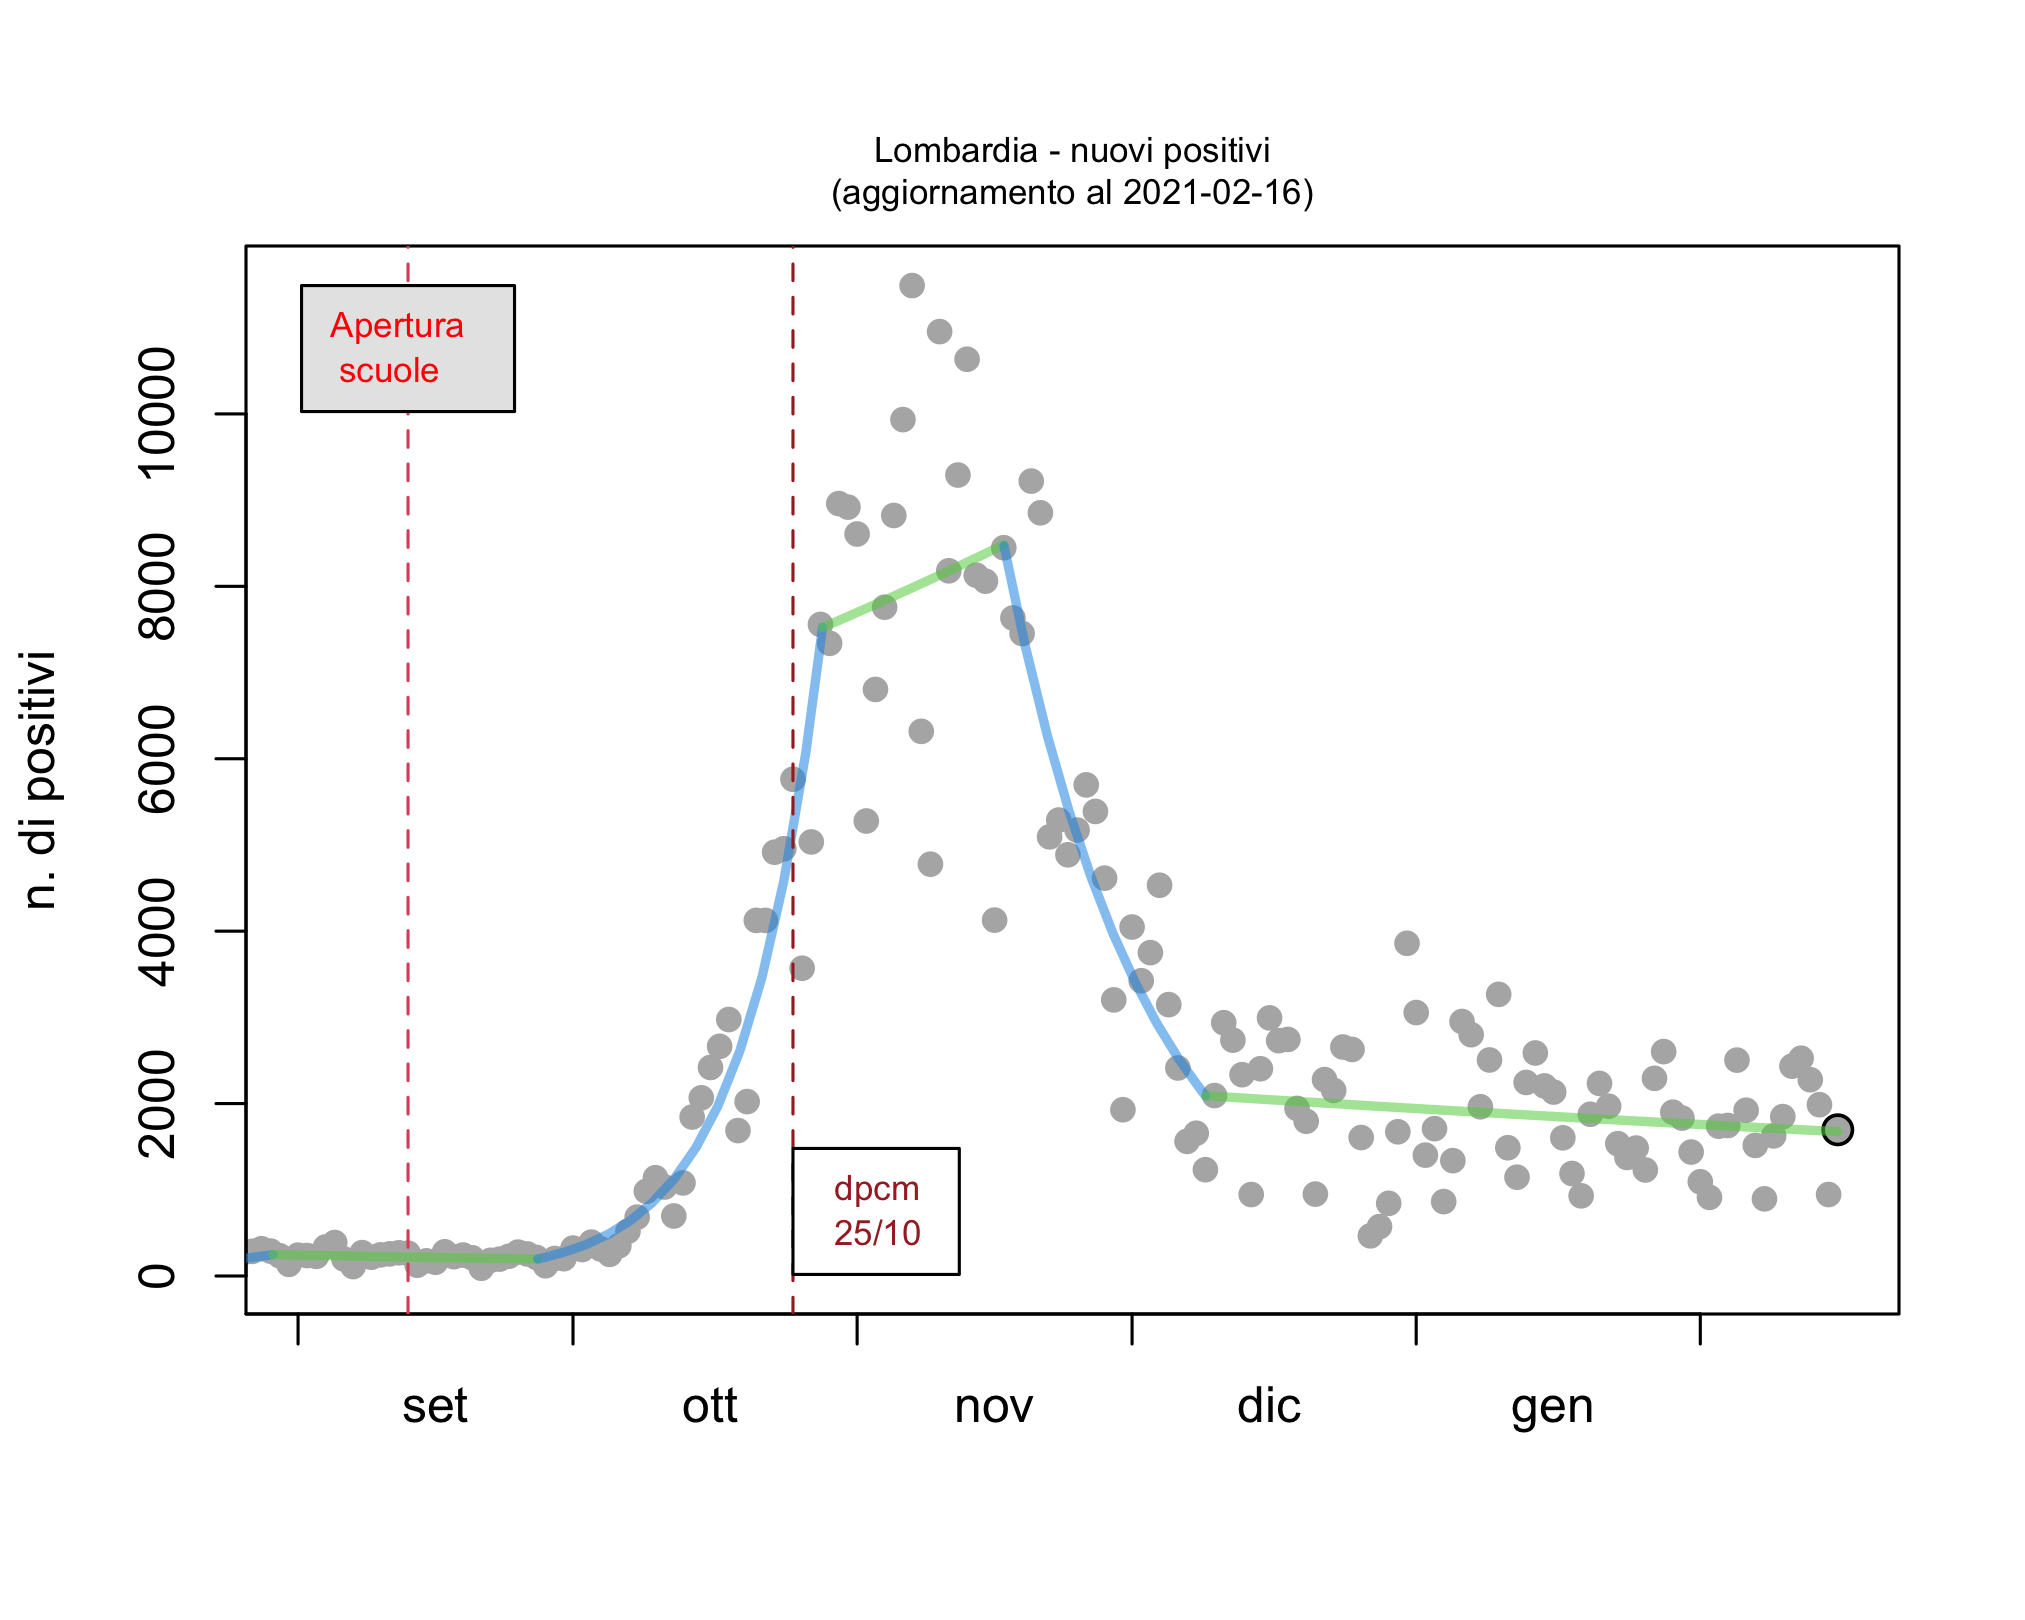 Lombardia - nuovi positivi
(aggiornamento al 2021-02-16)
Apertura
scuole
dpcm
25/10
n. di positivi
10000
8000
6000
4000
2000
0
set ott nov dic gen